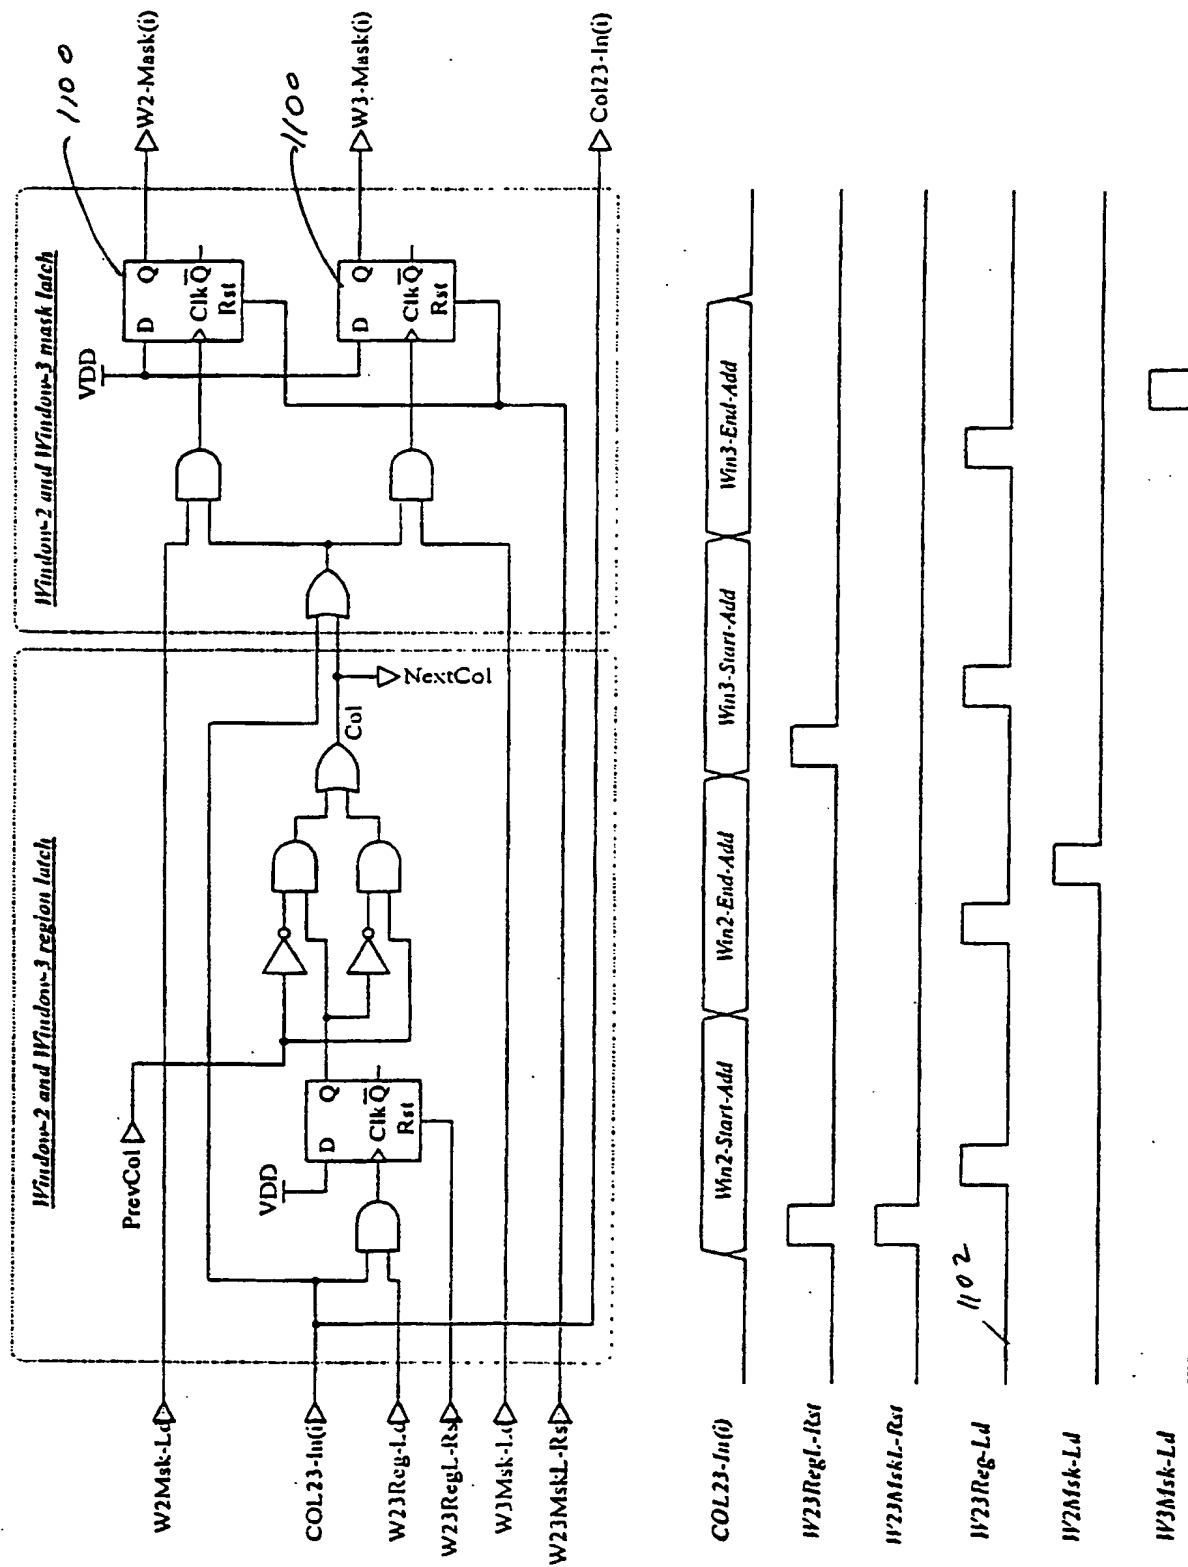 Window-2 and Window-3 region latch
Window-2 and Window-3 mask latch
W2Msk-Ld
COL23-In(i)
W23Reg-Ld
W23RegL-Rst
W3Msk-Ld
W23MskL-Rst
PrevCol
VDD
D
Q
Clk
Q
Rst
Col
NextCol
VDD
D
Q
Clk
Q
Rst
D
Q
Clk
Q
Rst
1100
1100
W2-Mask(i)
W3-Mask(i)
Col23-In(i)
COL23-In(i)
Win2-Start-Add
Win2-End-Add
Win3-Start-Add
Win3-End-Add
W23RegL-Rst
W23MskL-Rst
W23Reg-Ld
1102
W2Msk-Ld
W3Msk-Ld